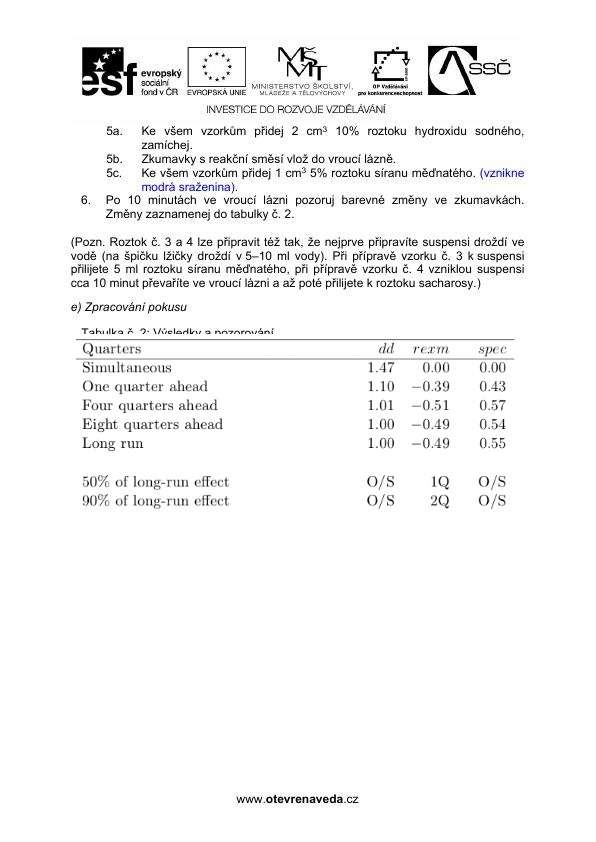 esf evropský sociální fond v ČR
EVROPSKÁ UNIE
MŠMT
MINISTERSTVO ŠKOLSTVÍ,
MLÁDEŽE A TĚLOVÝCHOVY
OP Vzdělávání
pro konkurenceschopnost
ASSČ
INVESTICE DO ROZVOJE VZDĚLÁVÁNÍ
5a. Ke všem vzorkům přidej 2 cm³ 10% roztoku hydroxidu sodného,
zamíchej.
5b. Zkumavky s reakční směsí vlož do vroucí lázně.
5c. Ke všem vzorkům přidej 1 cm³ 5% roztoku síranu měďnatého. (vznikne
modrá sraženina).
6. Po 10 minutách ve vroucí lázni pozoruj barevné změny ve zkumavkách.
Změny zaznamenej do tabulky č. 2.
(Pozn. Roztok č. 3 a 4 lze připravit též tak, že nejprve připravíte suspensi droždí ve
vodě (na špičku lžičky droždí v 5–10 ml vody). Při přípravě vzorku č. 3 k suspensi
přilijete 5 ml roztoku síranu měďnatého, při přípravě vzorku č. 4 vzniklou suspensi
cca 10 minut převaříte ve vroucí lázni a až poté přilijete k roztoku sacharosy.)
e) Zpracování pokusu
Tabulka č. 2: Výsledky a pozorování
Quarters dd rexm spec
Simultaneous 1.47 0.00 0.00
One quarter ahead 1.10 −0.39 0.43
Four quarters ahead 1.01 −0.51 0.57
Eight quarters ahead 1.00 −0.49 0.54
Long run 1.00 −0.49 0.55
50% of long-run effect O/S 1Q O/S
90% of long-run effect O/S 2Q O/S
www.otevrenaveda.cz